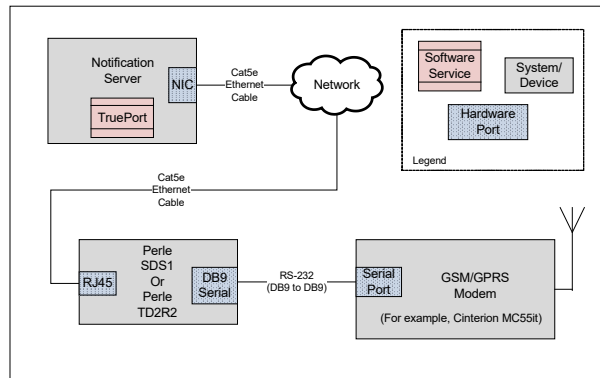 Notification
Server
NIC
TruePort
Cat5e
Ethernet
Cable
Network
Software
Service
System/
Device
Hardware
Port
Legend
Cat5e
Ethernet
Cable
RJ45
Perle
SDS1
Or
Perle
TD2R2
DB9
Serial
RS-232
(DB9 to DB9)
Serial
Port
GSM/GPRS
Modem
(For example, Cinterion MC55it)